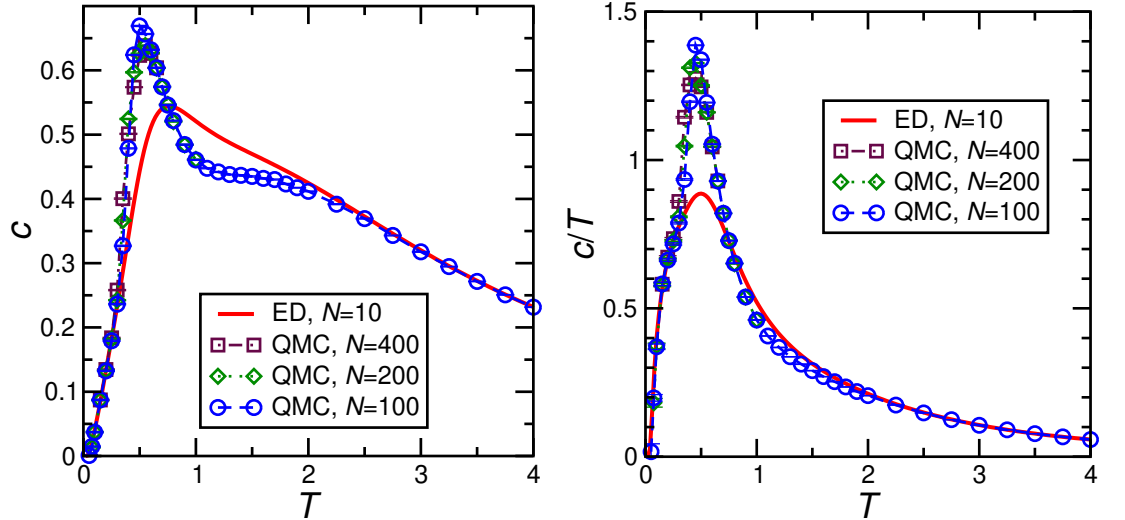 0.6
0.5
0.4
0.3
0.2
0.1
0
c
ED, N=10
QMC, N=400
QMC, N=200
QMC, N=100
0 1 2 3 4
T
1.5
1
0.5
0
c/T
ED, N=10
QMC, N=400
QMC, N=200
QMC, N=100
0 1 2 3 4
T